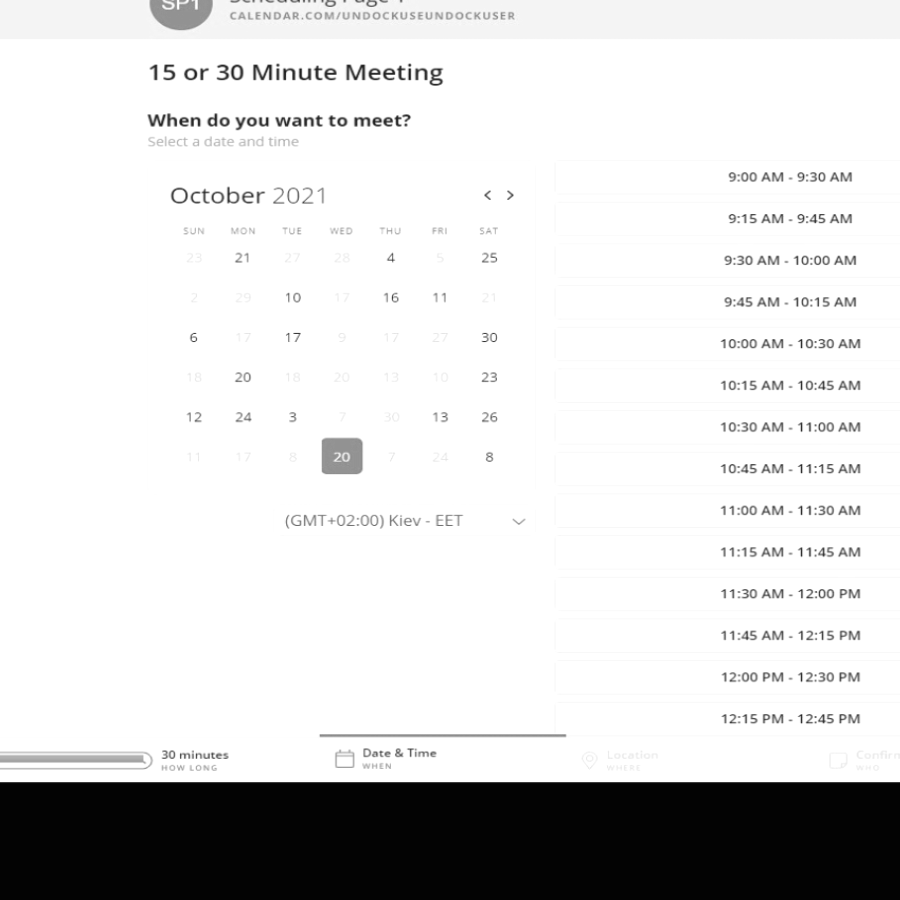 SP1
Scheduling Page 1
CALENDAR.COM/UNDOCKUSEUNDOCKUSER
15 or 30 Minute Meeting
When do you want to meet?
Select a date and time
October 2021 < >
SUN MON TUE WED THU FRI SAT
23 21 27 28 4 5 25
2 29 10 17 16 11 21
6 17 17 9 17 27 30
18 20 18 20 13 10 23
12 24 3 7 30 13 26
11 17 8 20 7 24 8
(GMT+02:00) Kiev - EET
9:00 AM - 9:30 AM
9:15 AM - 9:45 AM
9:30 AM - 10:00 AM
9:45 AM - 10:15 AM
10:00 AM - 10:30 AM
10:15 AM - 10:45 AM
10:30 AM - 11:00 AM
10:45 AM - 11:15 AM
11:00 AM - 11:30 AM
11:15 AM - 11:45 AM
11:30 AM - 12:00 PM
11:45 AM - 12:15 PM
12:00 PM - 12:30 PM
12:15 PM - 12:45 PM
30 minutes
HOW LONG
Date & Time
WHEN
Location
WHERE
Confirm
WHO